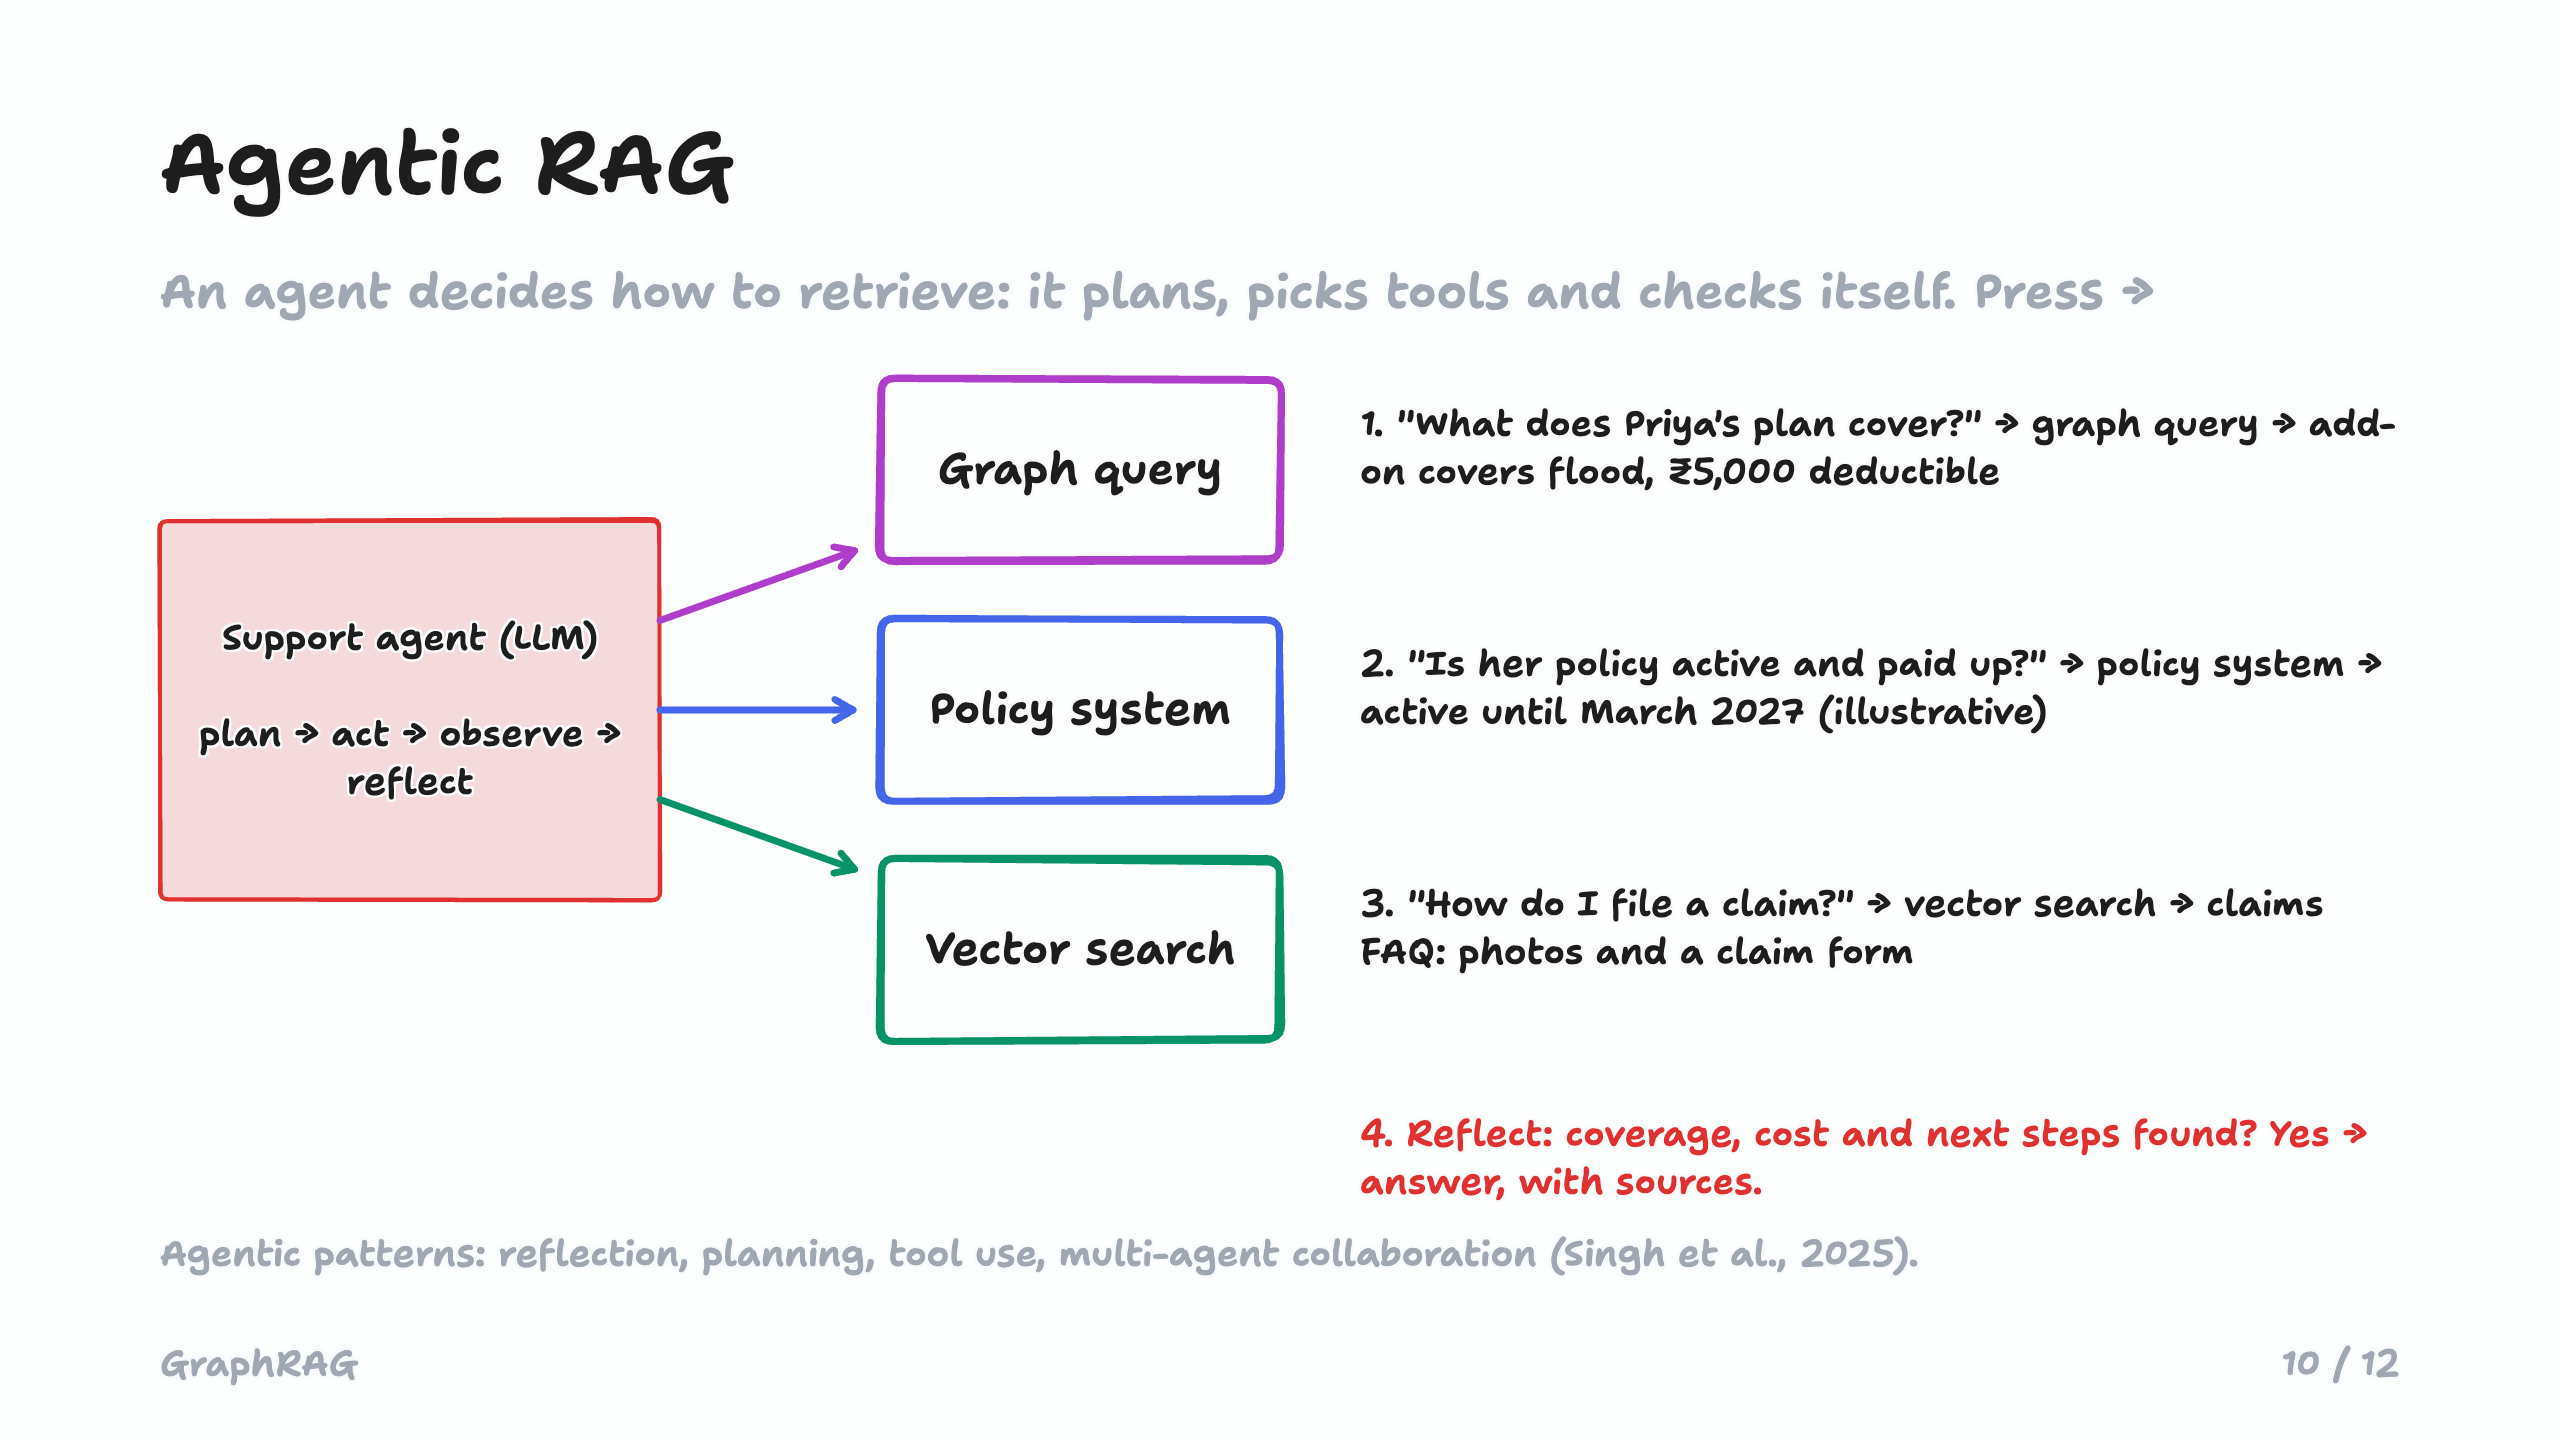 Agentic RAG
An agent decides how to retrieve: it plans, picks tools and checks itself. Press →
Support agent (LLM)
plan → act → observe →
reflect
Graph query
1. "What does Priya's plan cover?" → graph query → add-
on covers flood, ₹5,000 deductible
Policy system
2. "Is her policy active and paid up?" → policy system →
active until March 2027 (illustrative)
Vector search
3. "How do I file a claim?" → vector search → claims
FAQ: photos and a claim form
4. Reflect: coverage, cost and next steps found? Yes →
answer, with sources.
Agentic patterns: reflection, planning, tool use, multi-agent collaboration (Singh et al., 2025).
GraphRAG
10 / 12